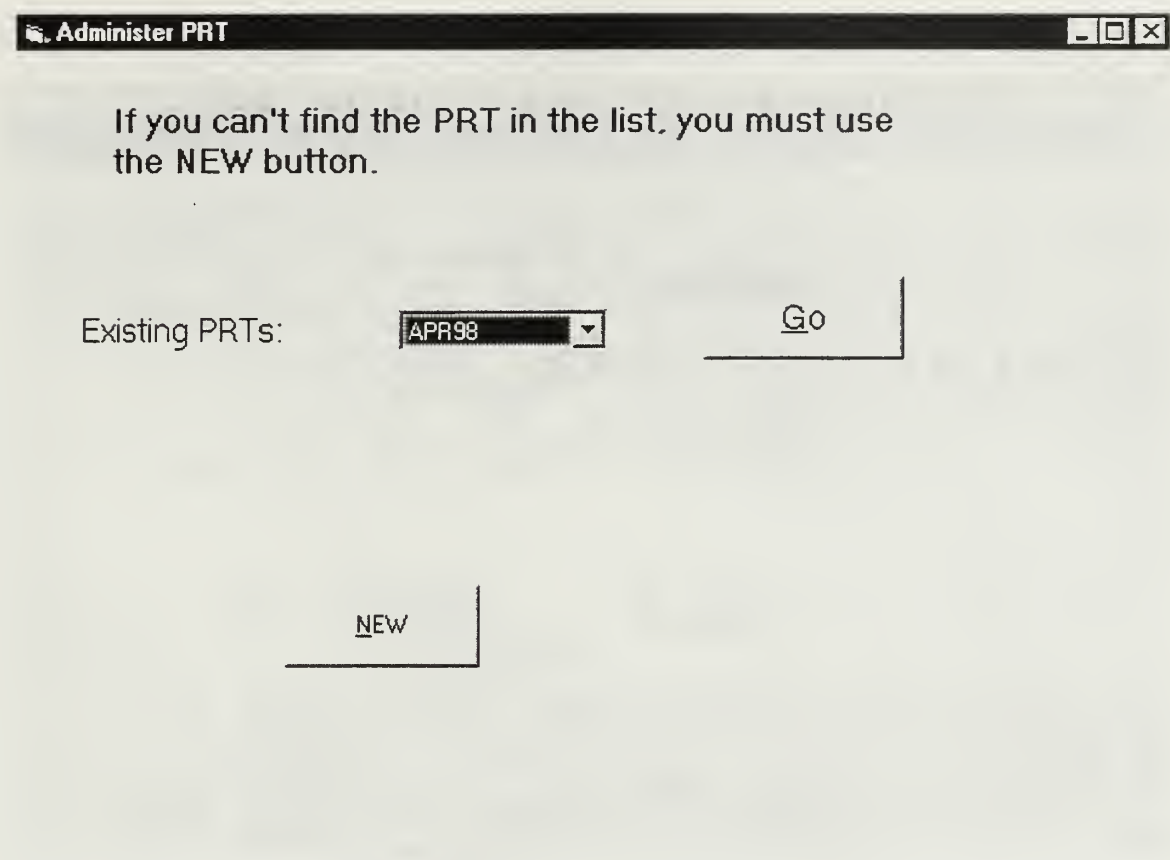 Administer PRT
If you can't find the PRT in the list, you must use
the NEW button.
Existing PRTs:
APR98
Go
NEW